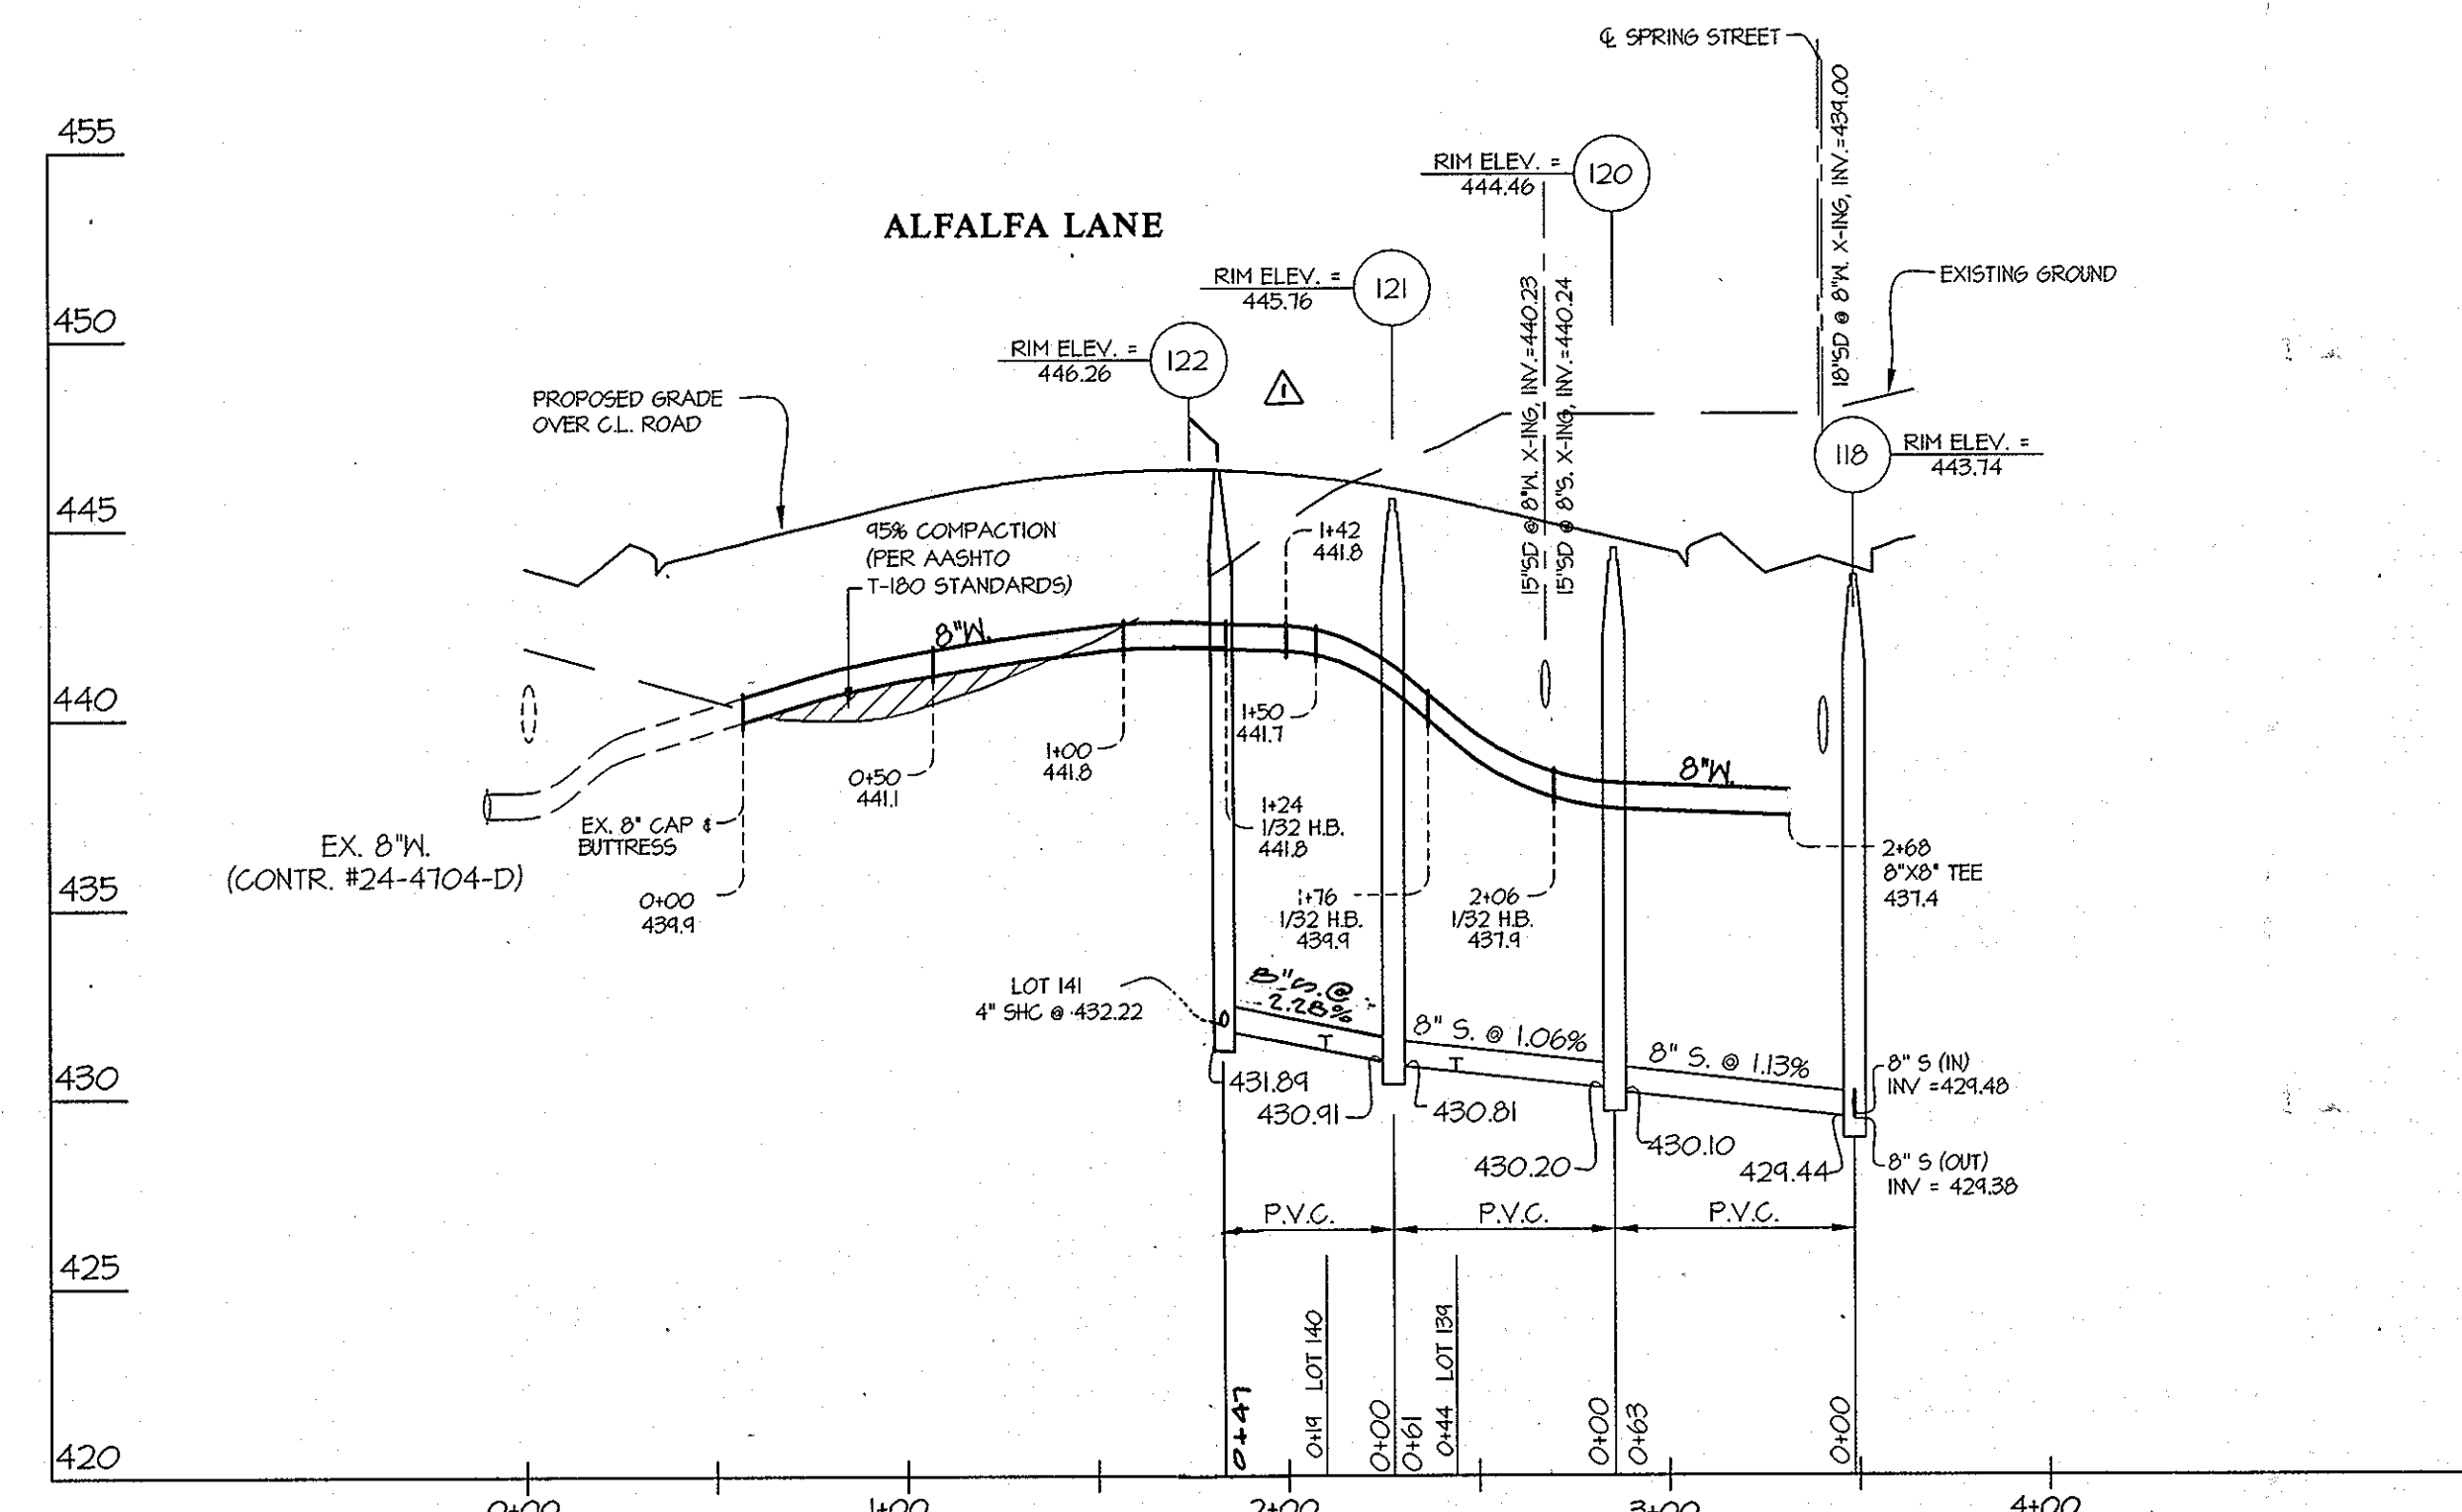 ℄ SPRING STREET
18"SD @ 8"W. X-ING, INV.=434.00
455
RIM ELEV. =
444.46
120
ALFALFA LANE
RIM ELEV. =
445.76
121
EXISTING GROUND
15"SD @ 8"W. X-ING, INV.=440.23
15"SD @ 8"S. X-ING, INV.=440.24
450
RIM ELEV. =
446.26
122
1
PROPOSED GRADE
OVER C.L. ROAD
118
RIM ELEV. =
443.74
445
95% COMPACTION
(PER AASHTO
T-180 STANDARDS)
1+42
441.8
8"W.
440
1+50
441.7
1+00
441.8
0+50
441.1
8"W.
1+24
1/32 H.B.
441.8
EX. 8" CAP &
BUTTRESS
EX. 8"W.
(CONTR. #24-4704-D)
2+68
8"X8" TEE
437.4
435
0+00
439.9
1+76
1/32 H.B.
439.9
2+06
1/32 H.B.
437.9
LOT 141
4" SHC @ 432.22
8"S.@
2.28%
8" S. @ 1.06%
8" S. @ 1.13%
430
431.89
430.91
430.81
8" S (IN)
INV =429.48
430.20
430.10
429.44
8" S (OUT)
INV = 429.38
P.V.C.
P.V.C.
P.V.C.
425
0+47
0+19 LOT 140
0+00
0+61
0+44 LOT 139
0+00
0+63
0+00
420
0+00
1+00
2+00
3+00
4+00